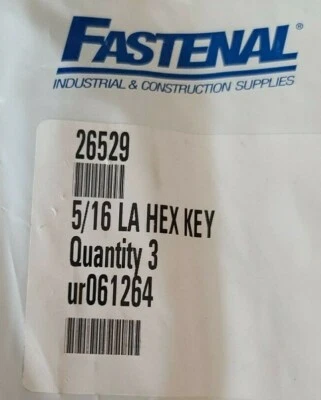 FASTENAL®
INDUSTRIAL & CONSTRUCTION SUPPLIES
26529
5/16 LA HEX KEY
Quantity 3
ur061264